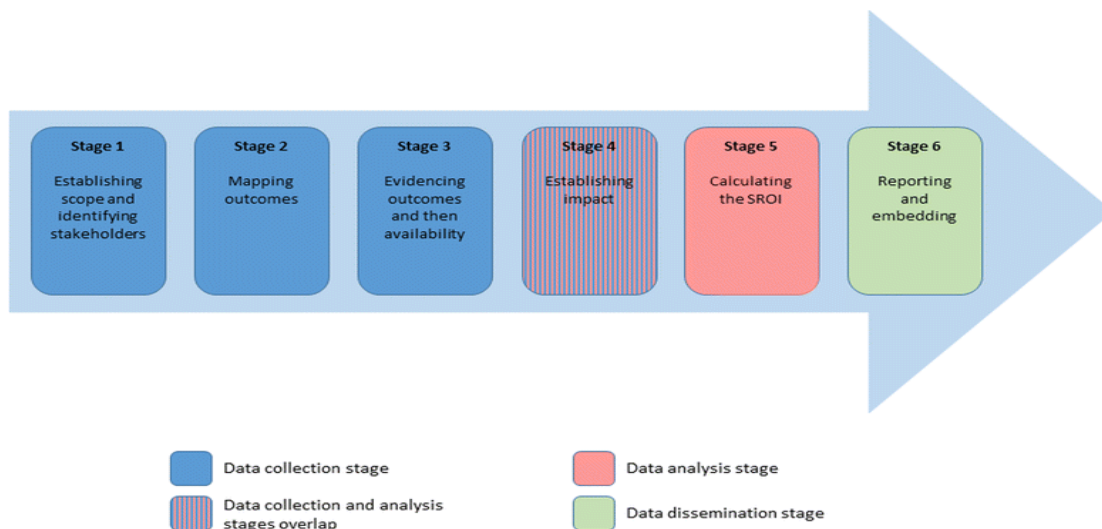 Stage 1
Establishing
scope and
identifying
stakeholders
Stage 2
Mapping
outcomes
Stage 3
Evidencing
outcomes
and then
availability
Stage 4
Establishing
impact
Stage 5
Calculating
the SROI
Stage 6
Reporting
and
embedding
Data collection stage
Data collection and analysis
stages overlap
Data analysis stage
Data dissemination stage